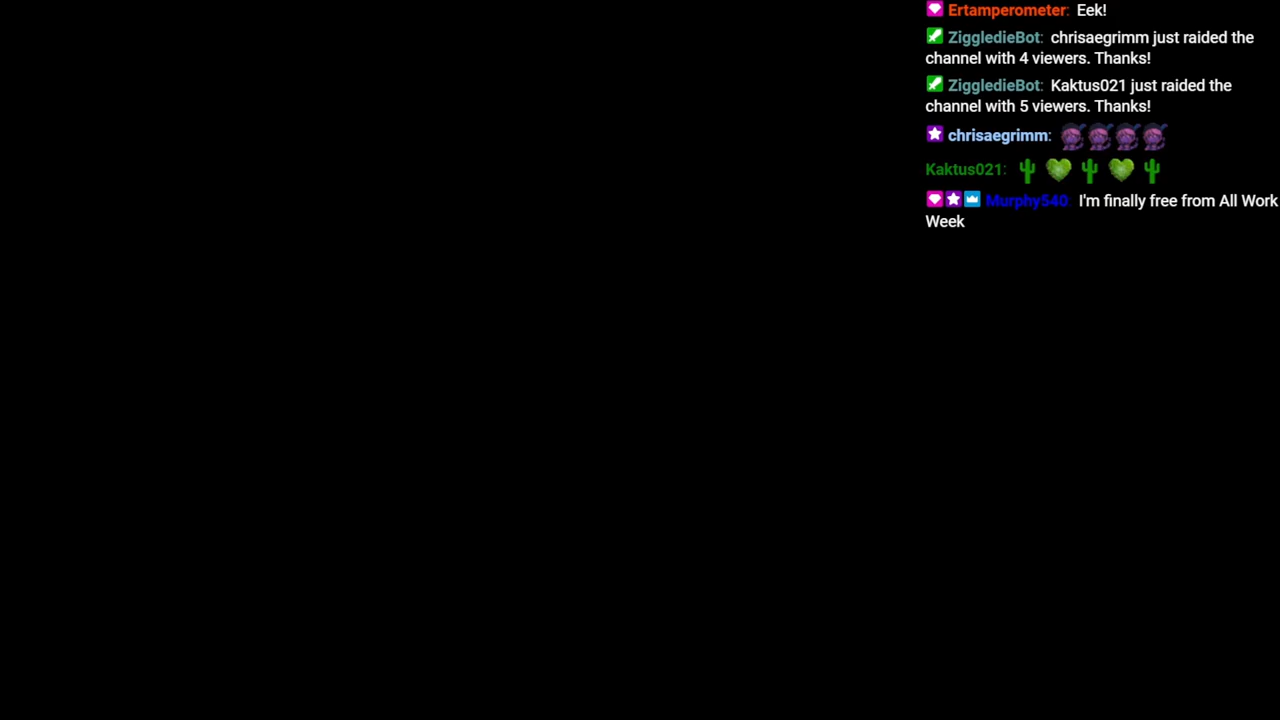 Ertamperometer: Eek!
ZiggledieBot: chrisaegrimm just raided the
channel with 4 viewers. Thanks!
ZiggledieBot: Kaktus021 just raided the
channel with 5 viewers. Thanks!
chrisaegrimm:
Kaktus021:
Murphy540: I'm finally free from All Work
Week